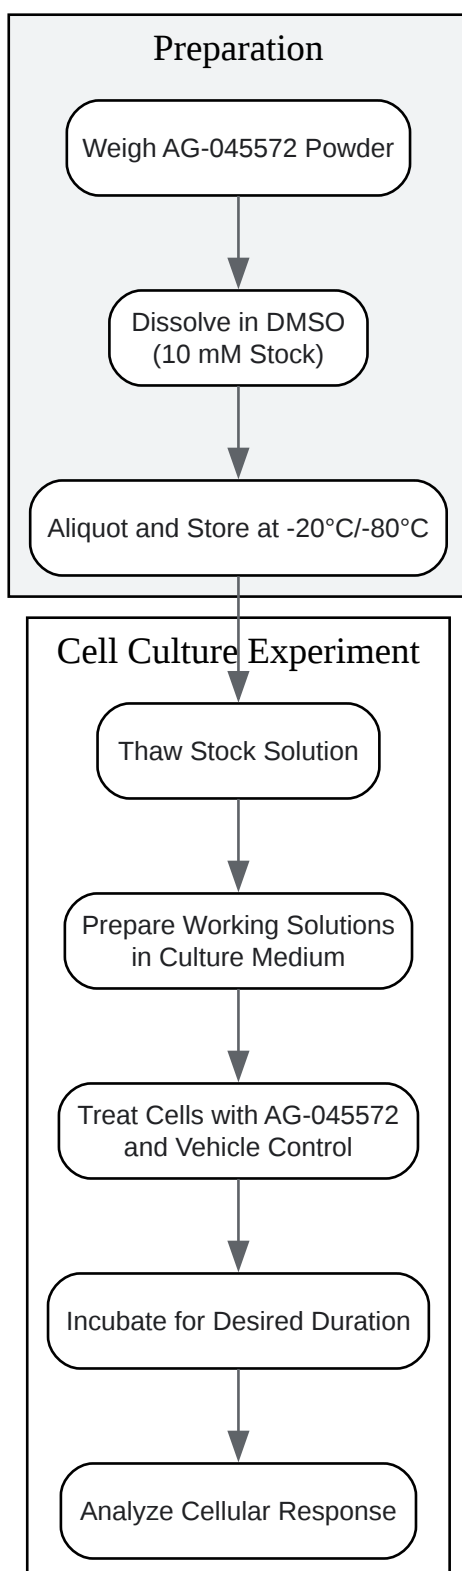 Preparation
Weigh AG-045572 Powder
Dissolve in DMSO
(10 mM Stock)
Aliquot and Store at -20°C/-80°C
Cell Culture Experiment
Thaw Stock Solution
Prepare Working Solutions
in Culture Medium
Treat Cells with AG-045572
and Vehicle Control
Incubate for Desired Duration
Analyze Cellular Response